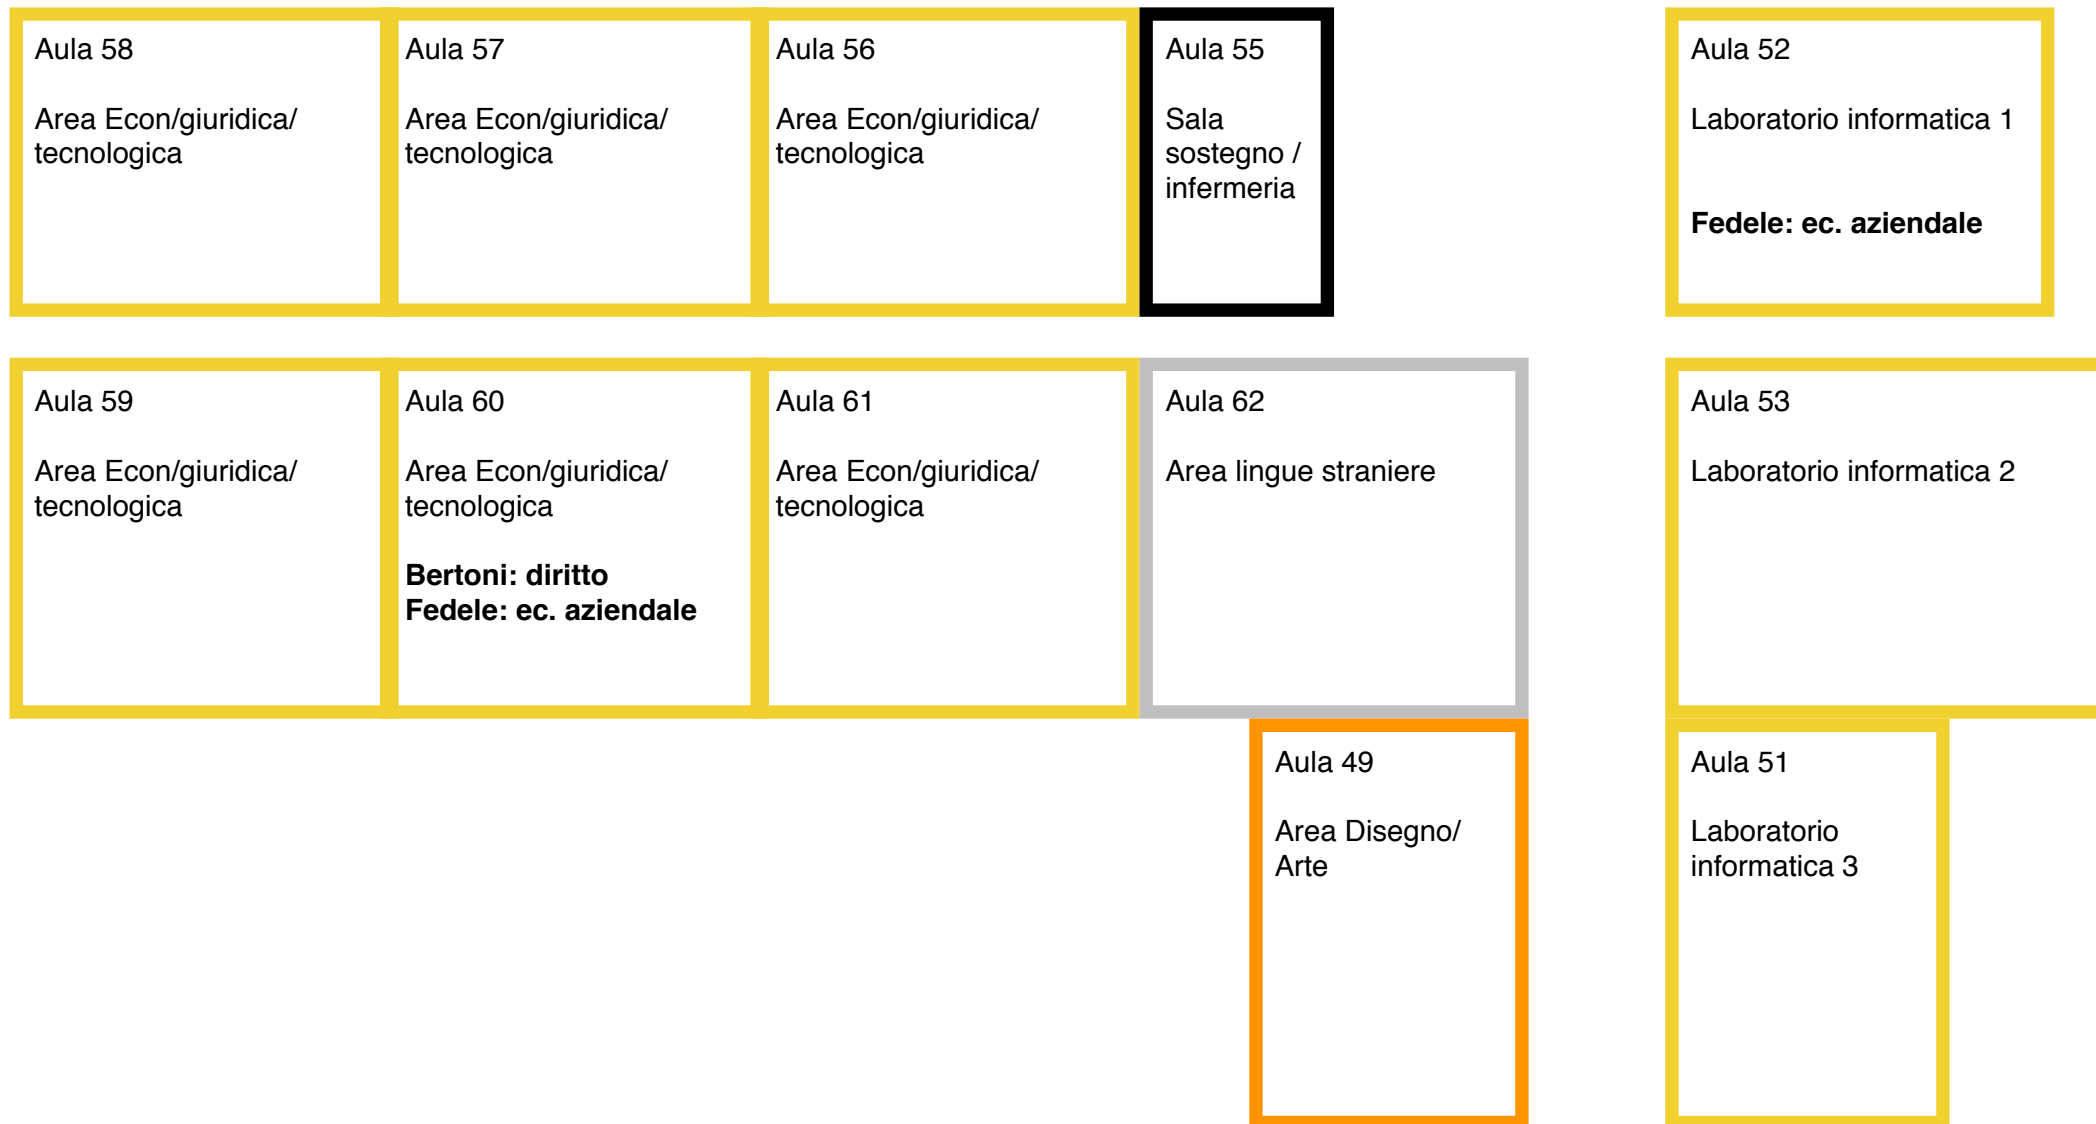 Aula 58
Area Econ/giuridica/
tecnologica
Aula 57
Area Econ/giuridica/
tecnologica
Aula 56
Area Econ/giuridica/
tecnologica
Aula 55
Sala
sostegno /
infermeria
Aula 52
Laboratorio informatica 1
Fedele: ec. aziendale
Aula 59
Area Econ/giuridica/
tecnologica
Aula 60
Area Econ/giuridica/
tecnologica
Bertoni: diritto
Fedele: ec. aziendale
Aula 61
Area Econ/giuridica/
tecnologica
Aula 62
Area lingue straniere
Aula 53
Laboratorio informatica 2
Aula 49
Area Disegno/
Arte
Aula 51
Laboratorio
informatica 3